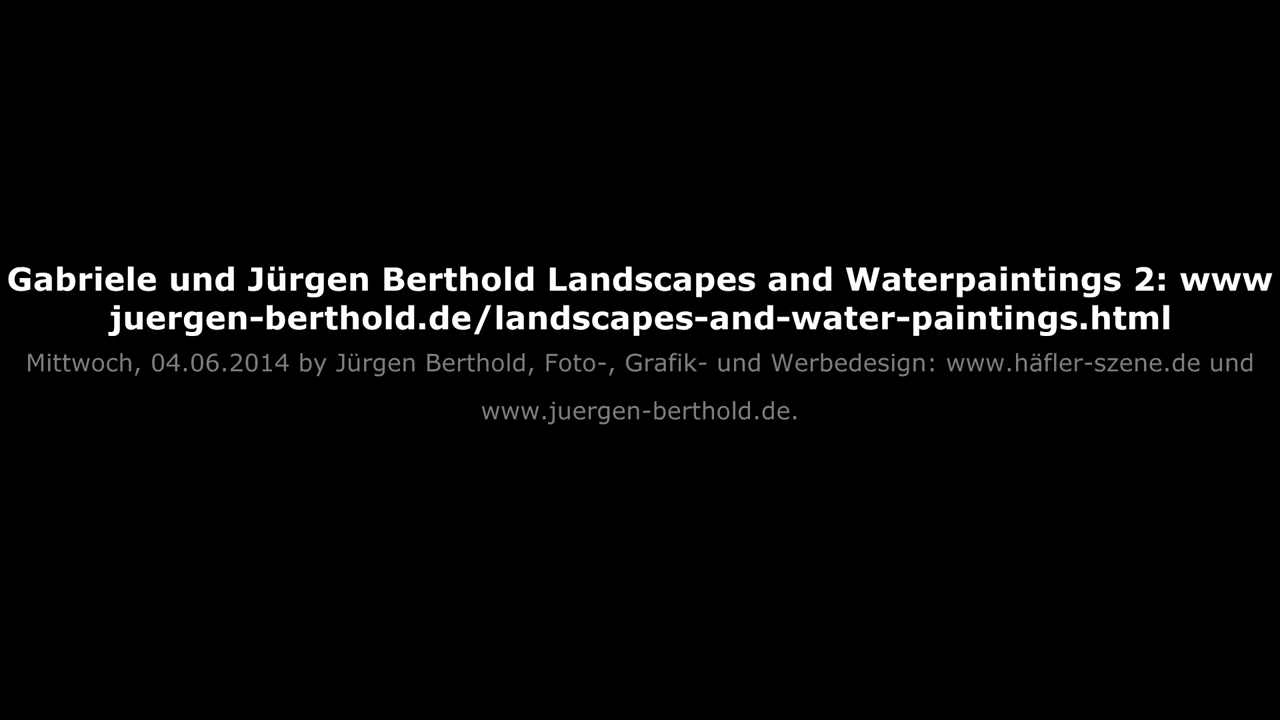 Gabriele und Jürgen Berthold Landscapes and Waterpaintings 2: www
juergen-berthold.de/landscapes-and-water-paintings.html
Mittwoch, 04.06.2014 by Jürgen Berthold, Foto-, Grafik- und Werbedesign: www.häfler-szene.de und
www.juergen-berthold.de.